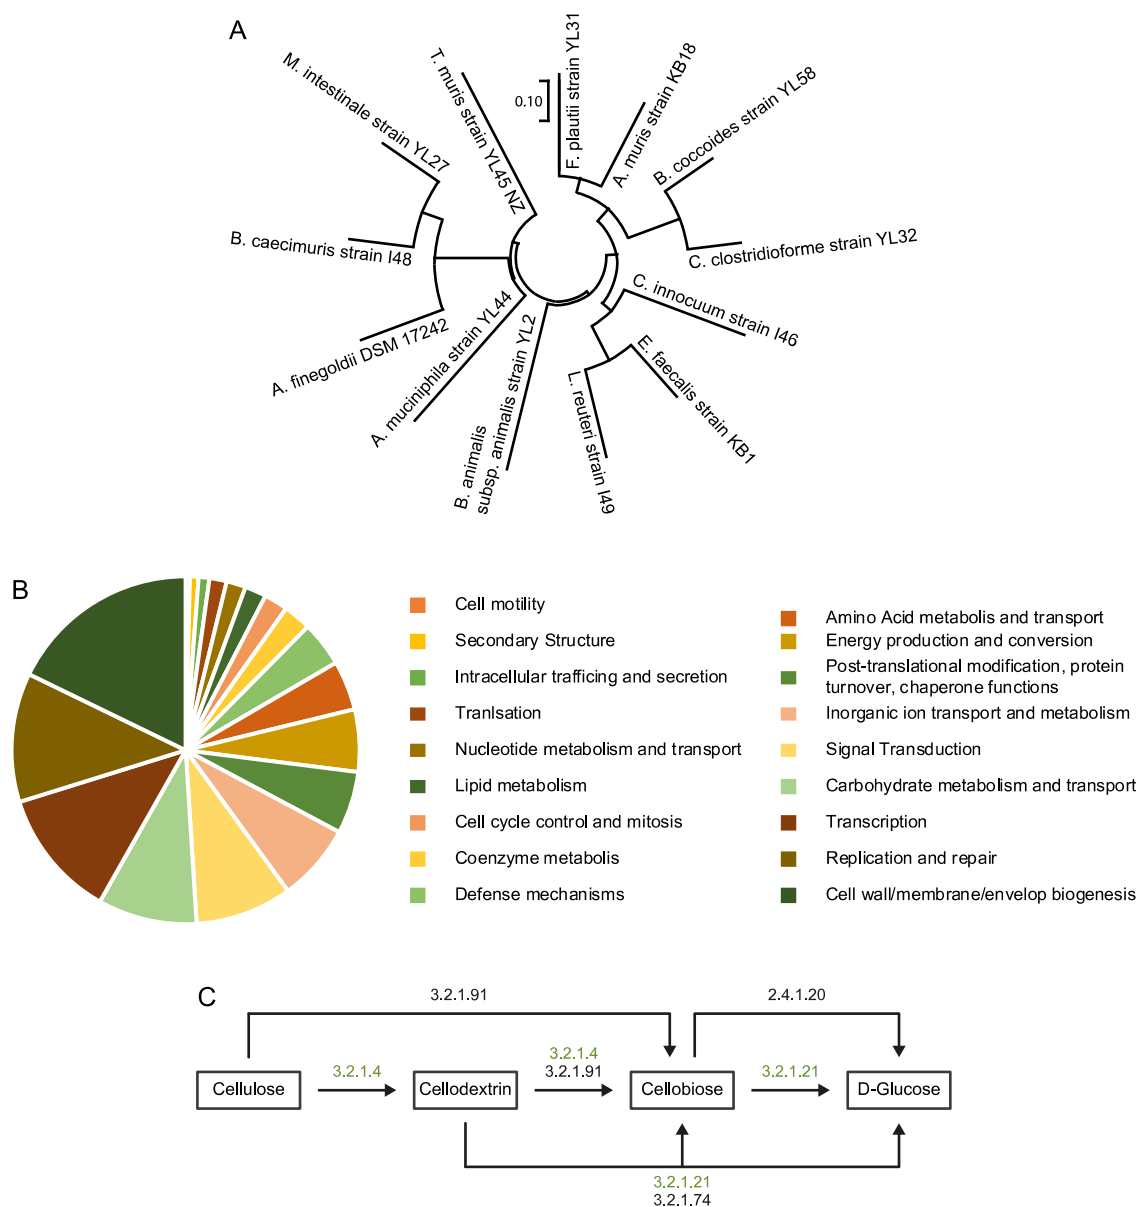 A
M. intestinale strain YL27
T. muris strain YL45 NZ
0.10
F. plautii strain YL31
A. muris strain KB18
B. coccoides strain YL58
B. caecimuris strain I48
C. clostridioforme strain YL32
C. innocuum strain I46
A. finegoldii DSM 17242
A. muciniphila strain YL44
B. animalis
subsp. animalis strain YL2
L. reuteri strain I49
E. faecalis strain KB1
B
Cell motility
Secondary Structure
Intracellular trafficing and secretion
Tranlsation
Nucleotide metabolism and transport
Lipid metabolism
Cell cycle control and mitosis
Coenzyme metabolis
Defense mechanisms
Amino Acid metabolis and transport
Energy production and conversion
Post-translational modification, protein
turnover, chaperone functions
Inorganic ion transport and metabolism
Signal Transduction
Carbohydrate metabolism and transport
Transcription
Replication and repair
Cell wall/membrane/envelop biogenesis
C
3.2.1.91
2.4.1.20
3.2.1.4
3.2.1.4
3.2.1.91
3.2.1.21
Cellulose
Cellodextrin
Cellobiose
D-Glucose
3.2.1.21
3.2.1.74